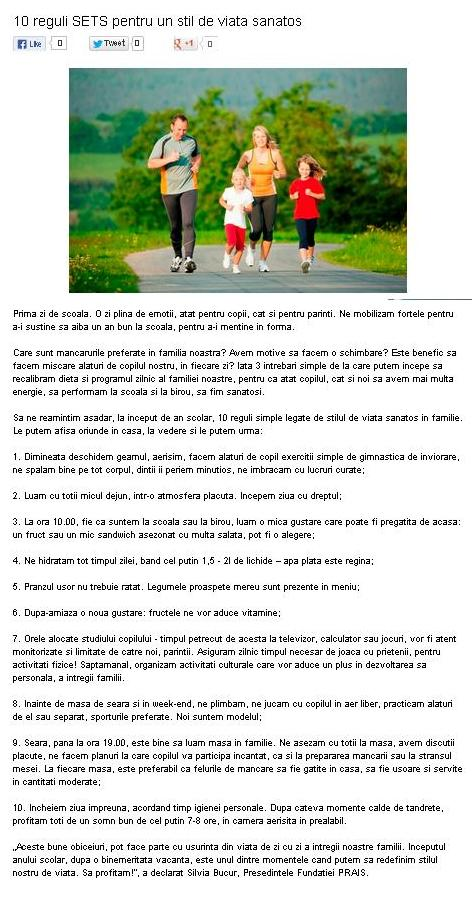 10 reguli SETS pentru un stil de viata sanatos
Like 0 Tweet 0 +1 0
Prima zi de scoala. O zi plina de emotii, atat pentru copii, cat si pentru parinti. Ne mobilizam fortele pentru
a-i sustine sa aiba un an bun la scoala, pentru a-i mentine in forma.
Care sunt mancarurile preferate in familia noastra? Avem motive sa facem o schimbare? Este benefic sa
facem miscare alaturi de copilul nostru, in fiecare zi? Iata 3 intrebari simple de la care putem incepe sa
recalibram dieta si programul zilnic al familiei noastre, pentru ca atat copilul, cat si noi sa avem mai multa
energie, sa performam la scoala si la birou, sa fim sanatosi.
Sa ne reamintim asadar, la inceput de an scolar, 10 reguli simple legate de stilul de viata sanatos in familie.
Le putem afisa oriunde in casa, la vedere si le putem urma:
1. Dimineata deschidem geamul, aerisim, facem alaturi de copil exercitii simple de gimnastica de inviorare,
ne spalam bine pe tot corpul, dintii ii periem minutios, ne imbracam cu lucruri curate;
2. Luam cu totii micul dejun, intr-o atmosfera placuta. Incepem ziua cu dreptul;
3. La ora 10.00, fie ca suntem la scoala sau la birou, luam o mica gustare care poate fi pregatita de acasa:
un fruct sau un mic sandwich asezonat cu multa salata, pot fi o alegere;
4. Ne hidratam tot timpul zilei, band cel putin 1,5 - 2l de lichide – apa plata este regina;
5. Pranzul usor nu trebuie ratat. Legumele proaspete mereu sunt prezente in meniu;
6. Dupa-amiaza o noua gustare: fructele ne vor aduce vitamine;
7. Orele alocate studiului copilului - timpul petrecut de acesta la televizor, calculator sau jocuri, vor fi atent
monitorizate si limitate de catre noi, parintii. Asiguram zilnic timpul necesar de joaca cu prietenii, pentru
activitati fizice! Saptamanal, organizam activitati culturale care vor aduce un plus in dezvoltarea sa
personala, a intregii familii.
8. Inainte de masa de seara si in week-end, ne plimbam, ne jucam cu copilul in aer liber, practicam alaturi
de el sau separat, sporturile preferate. Noi suntem modelul;
9. Seara, pana la ora 19.00, este bine sa luam masa in familie. Ne asezam cu totii la masa, avem discutii
placute, ne facem planuri la care copilul va participa incantat, ca si la prepararea mancarii sau la stransul
mesei. La fiecare masa, este preferabil ca felurile de mancare sa fie gatite in casa, sa fie usoare si servite
in cantitati moderate;
10. Incheiem ziua impreuna, acordand timp igienei personale. Dupa cateva momente calde de tandrete,
profitam toti de un somn bun de cel putin 7-8 ore, in camera aerisita in prealabil.
„Aceste bune obiceiuri, pot face parte cu usurinta din viata de zi cu zi a intregii noastre familii. Inceputul
anului scolar, dupa o binemeritata vacanta, este unul dintre momentele cand putem sa redefinim stilul
nostru de viata. Sa profitam!”, a declarat Silvia Bucur, Presedintele Fundatiei PRAIS.